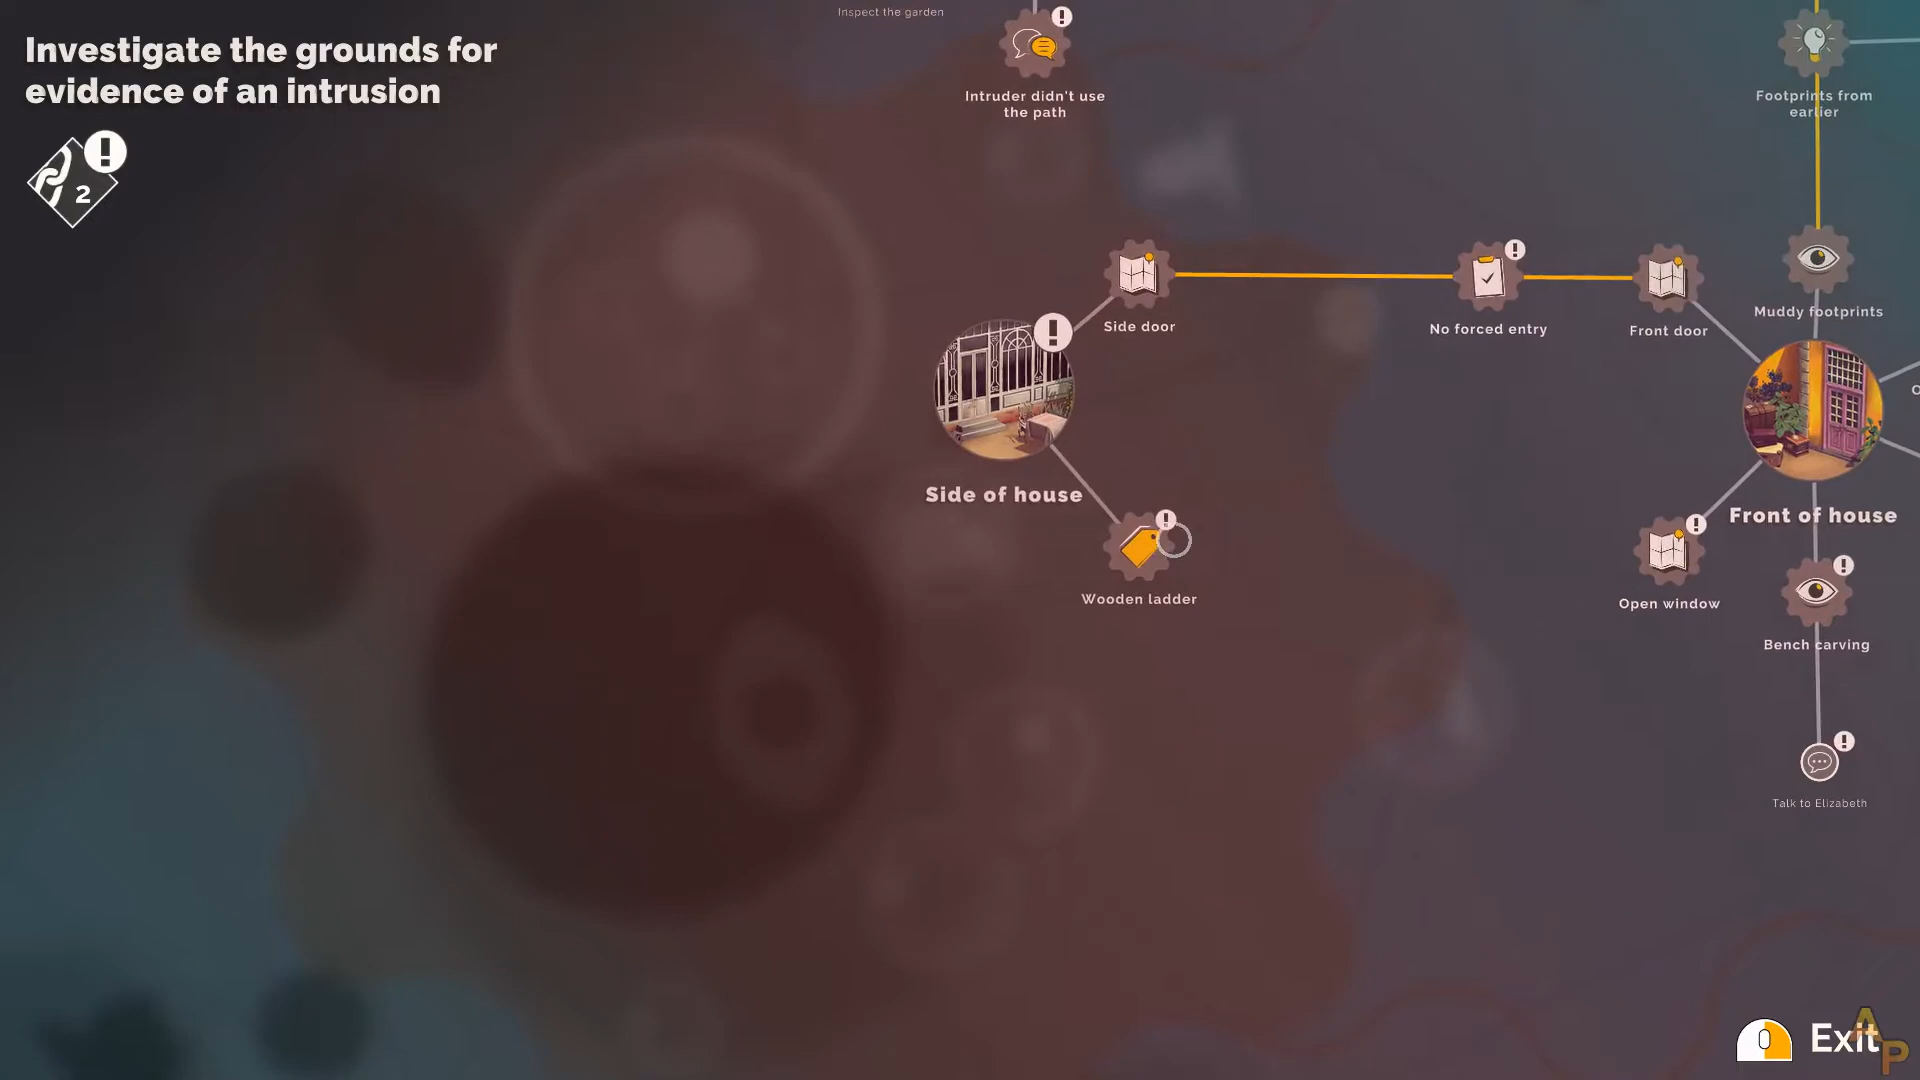 Inspect the garden
Investigate the grounds for
evidence of an intrusion
!
2
!
Intruder didn't use
the path
Footprints from
earlier
Side door
!
No forced entry
Front door
Muddy footprints
!
Side of house
Front of house
!
Wooden ladder
!
Open window
!
Bench carving
!
Talk to Elizabeth
Exit
AP